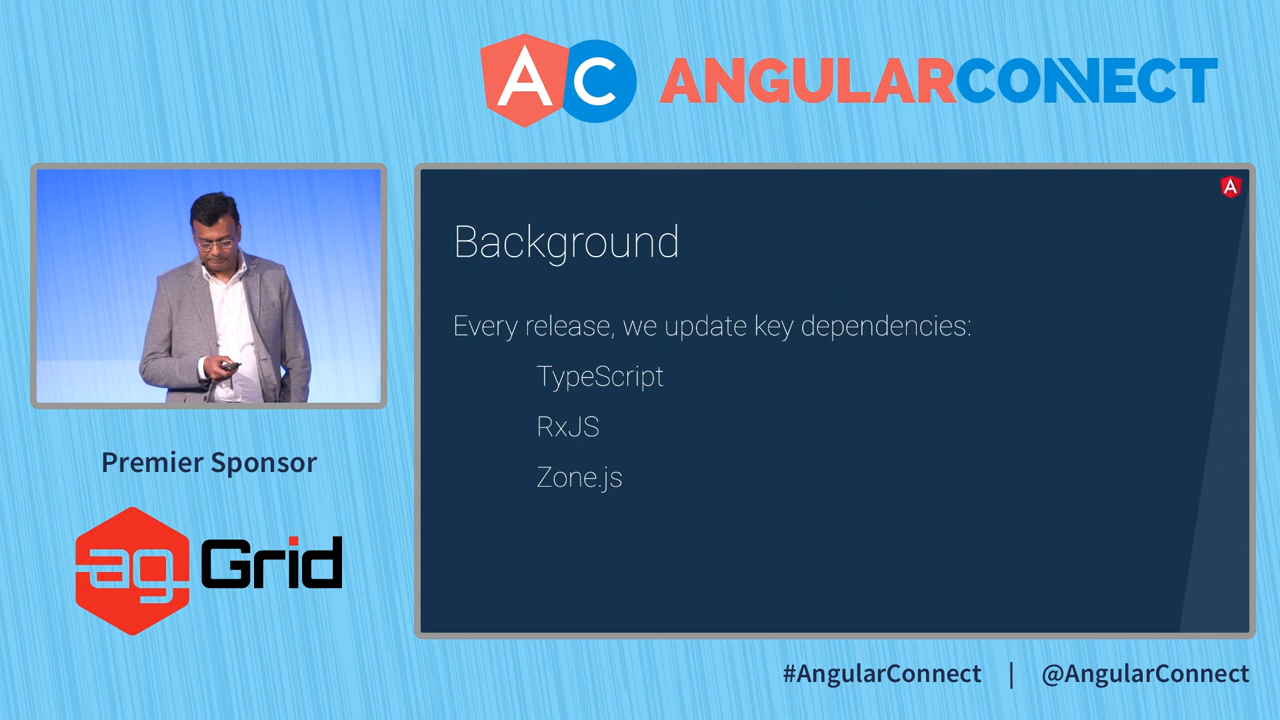 AC ANGULARCONNECT
A
Background
Every release, we update key dependencies:
TypeScript
RxJS
Zone.js
Premier Sponsor
ag Grid
#AngularConnect | @AngularConnect